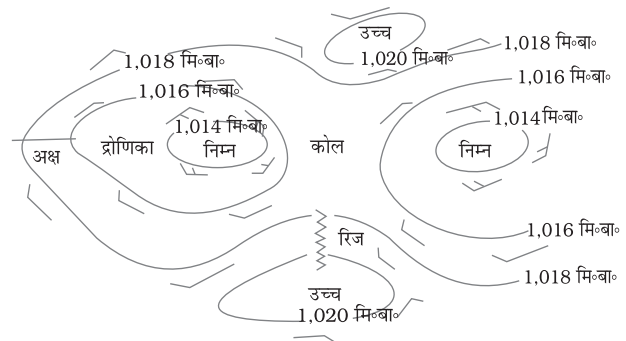 उच्च
1,020 मि॰बा॰
1,018 मि॰बा॰
1,018 मि॰बा॰
1,016 मि॰बा॰
1,016 मि॰बा॰
1,014 मि॰बा॰
1,014 मि॰बा॰
अक्ष
द्रोणिका
निम्न
कोल
निम्न
1,016 मि॰बा॰
रिज
1,018 मि॰बा॰
उच्च
1,020 मि॰बा॰